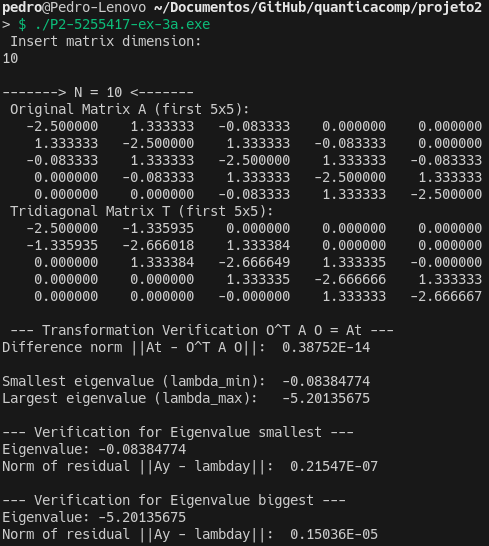 pedro@Pedro-Lenovo ~/Documentos/GitHub/quanticacomp/projeto2
> $ ./P2-5255417-ex-3a.exe
Insert matrix dimension:
10
-------> N = 10 <-------
Original Matrix A (first 5x5):
-2.500000 1.333333 -0.083333 0.000000 0.000000
1.333333 -2.500000 1.333333 -0.083333 0.000000
-0.083333 1.333333 -2.500000 1.333333 -0.083333
0.000000 -0.083333 1.333333 -2.500000 1.333333
0.000000 0.000000 -0.083333 1.333333 -2.500000
Tridiagonal Matrix T (first 5x5):
-2.500000 -1.335935 0.000000 0.000000 0.000000
-1.335935 -2.666018 1.333384 0.000000 0.000000
0.000000 1.333384 -2.666649 1.333335 -0.000000
0.000000 0.000000 1.333335 -2.666666 1.333333
0.000000 0.000000 -0.000000 1.333333 -2.666667
--- Transformation Verification O^T A O = At ---
Difference norm ||At - O^T A O||: 0.38752E-14
Smallest eigenvalue (lambda_min): -0.08384774
Largest eigenvalue (lambda_max): -5.20135675
--- Verification for Eigenvalue smallest ---
Eigenvalue: -0.08384774
Norm of residual ||Ay - lambday||: 0.21547E-07
--- Verification for Eigenvalue biggest ---
Eigenvalue: -5.20135675
Norm of residual ||Ay - lambday||: 0.15036E-05